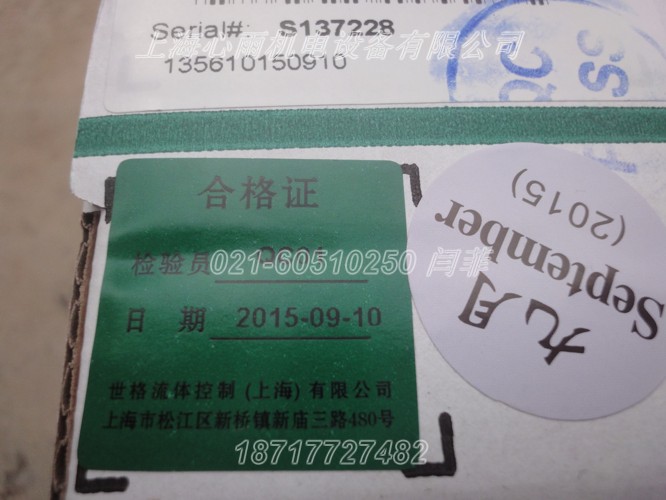 Serial#: S137228
上海心雨机电设备有限公司
135610150910
QC
合格证
检验员
021-60510250 闫菲
日 期 2015-09-10
世格流体控制(上海)有限公司
上海市松江区新桥镇新庙三路480号
18717727482
九月
September
(2015)